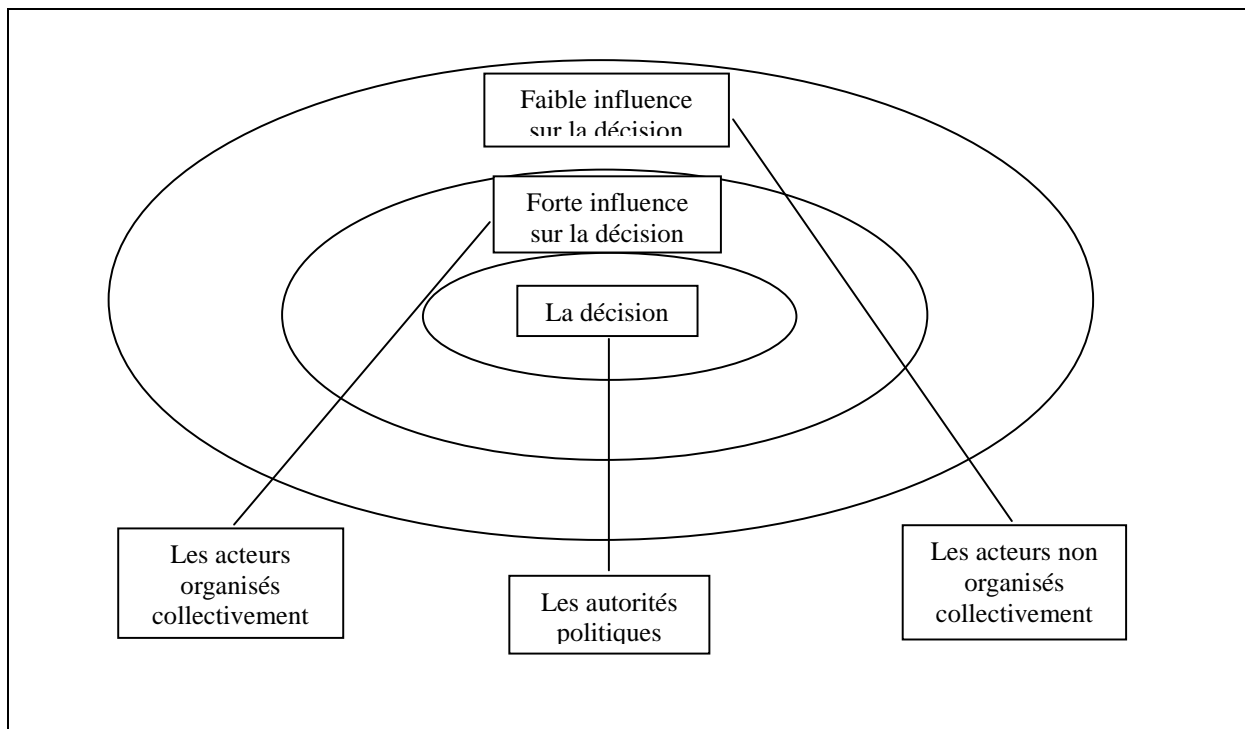 Faible influence
sur la décision
Forte influence
sur la décision
La décision
Les acteurs
organisés
collectivement
Les autorités
politiques
Les acteurs non
organisés
collectivement